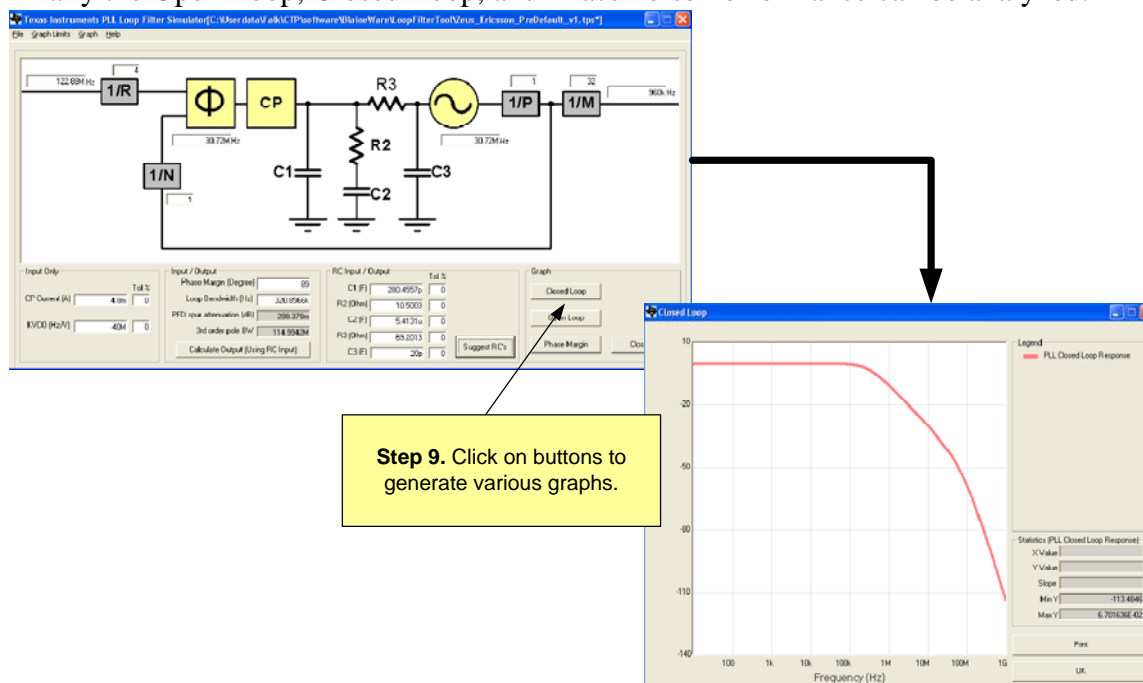 Texas Instruments PLL Loop Filter Simulator[C:\Userdata\Falk\CTP\software\BlaineWare\LoopFilterTool\Zeus_Ericsson_PreDefault_v1.tps*]
File Graph Limits Graph Help
122.88M Hz
4
1/R
Φ
CP
30.72M Hz
1/N
1
C1
R2
C2
R3
C3
30.72M Hz
1
1/P
32
1/M
960k Hz
Input Only
Tol %
CP Current (A) 4.8m 0
KVCO (Hz/V) 40M 0
Input / Output
Phase Margin (Degree) 89
Loop Bandwidth (Hz)
PFD spur attenuation (dB)
3rd order pole BW 114.9942M
Calculate Output (Using RC Input)
RC Input / Output
Tol %
C1 (F) 280.4557p 0
R2 (Ohm) 10.5003 0
C2 (F) 5.4131u 0
R3 (Ohm) 69.2013 0
C3 (F) 20p 0
Suggest RC's
Graph
Closed Loop
Open Loop
Phase Margin
Step 9. Click on buttons to
generate various graphs.
Closed Loop
10
-20
-50
-80
-110
-140
100 1k 10k 100k 1M 10M 100M 1G
Frequency (Hz)
Legend
PLL Closed Loop Response
Statistics (PLL Closed Loop Response)
X Value
Y Value
Slope
Min Y -113.4846
Max Y 6.701636E-02
Print
OK